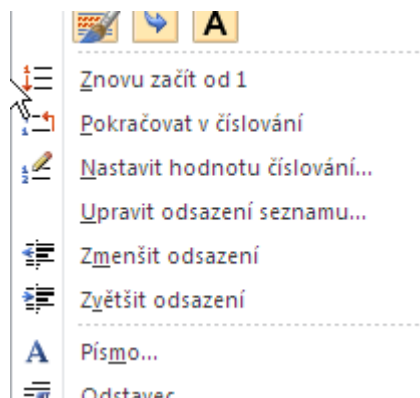 Znovu začít od 1
Pokračovat v číslování
Nastavit hodnotu číslování...
Upravit odsazení seznamu...
Zmenšit odsazení
Zvětšit odsazení
Písmo...
Odstavec